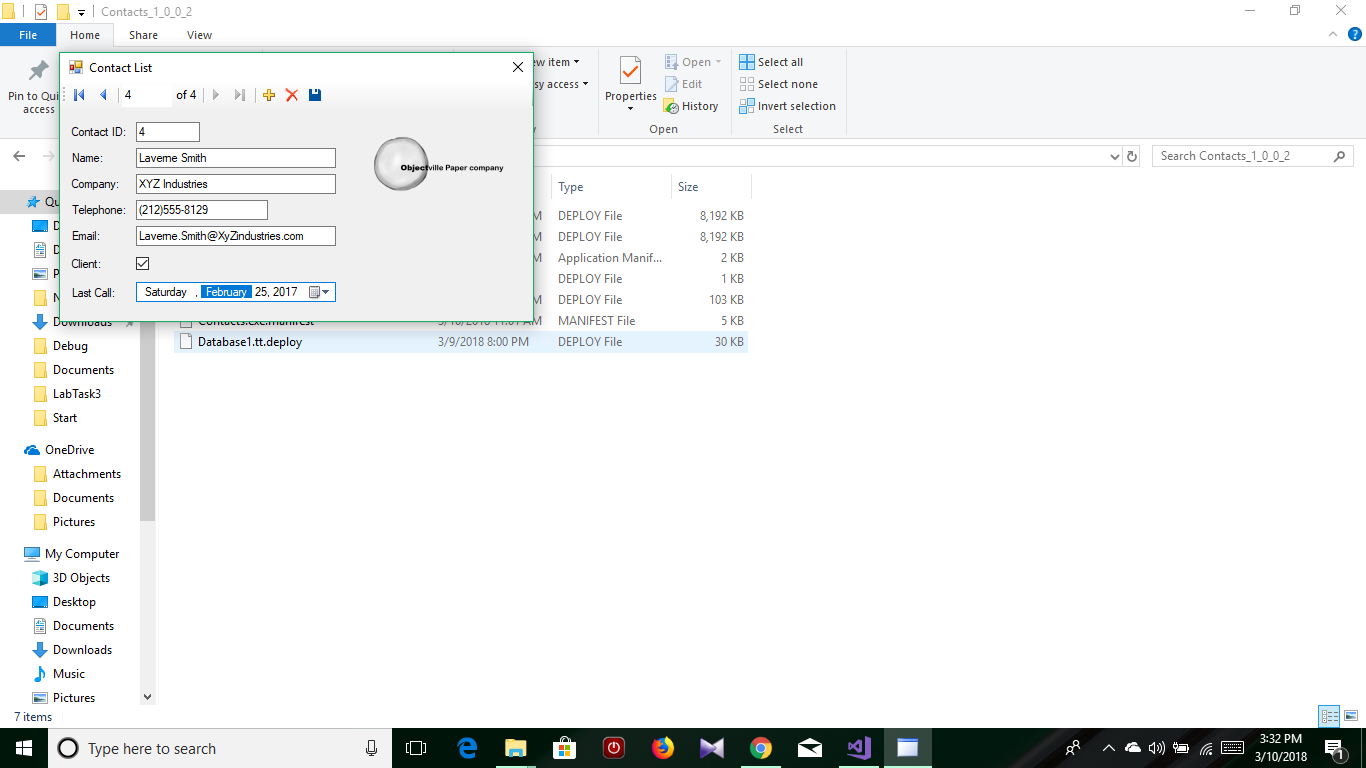 Contacts_1_0_0_2
File Home Share View
Contact List
4 of 4
Contact ID: 4
Name: Laverne Smith
Company: XYZ Industries
Telephone: (212)555-8129
Email: Laverne.Smith@XyZindustries.com
Client:
Last Call: Saturday , February 25, 2017
Objectville Paper company
Pin to Qui
access
ew item
sy access
Properties
Open
Edit
History
Open
Select all
Select none
Invert selection
Select
Search Contacts_1_0_0_2
Type Size
M DEPLOY File 8,192 KB
M DEPLOY File 8,192 KB
M Application Manif... 2 KB
DEPLOY File 1 KB
M DEPLOY File 103 KB
MANIFEST File 5 KB
Database1.tt.deploy 3/9/2018 8:00 PM DEPLOY File 30 KB
Qu
D
D
P
N
Downloads
Debug
Documents
LabTask3
Start
OneDrive
Attachments
Documents
Pictures
My Computer
3D Objects
Desktop
Documents
Downloads
Music
Pictures
7 items
Type here to search
3:32 PM
3/10/2018
1